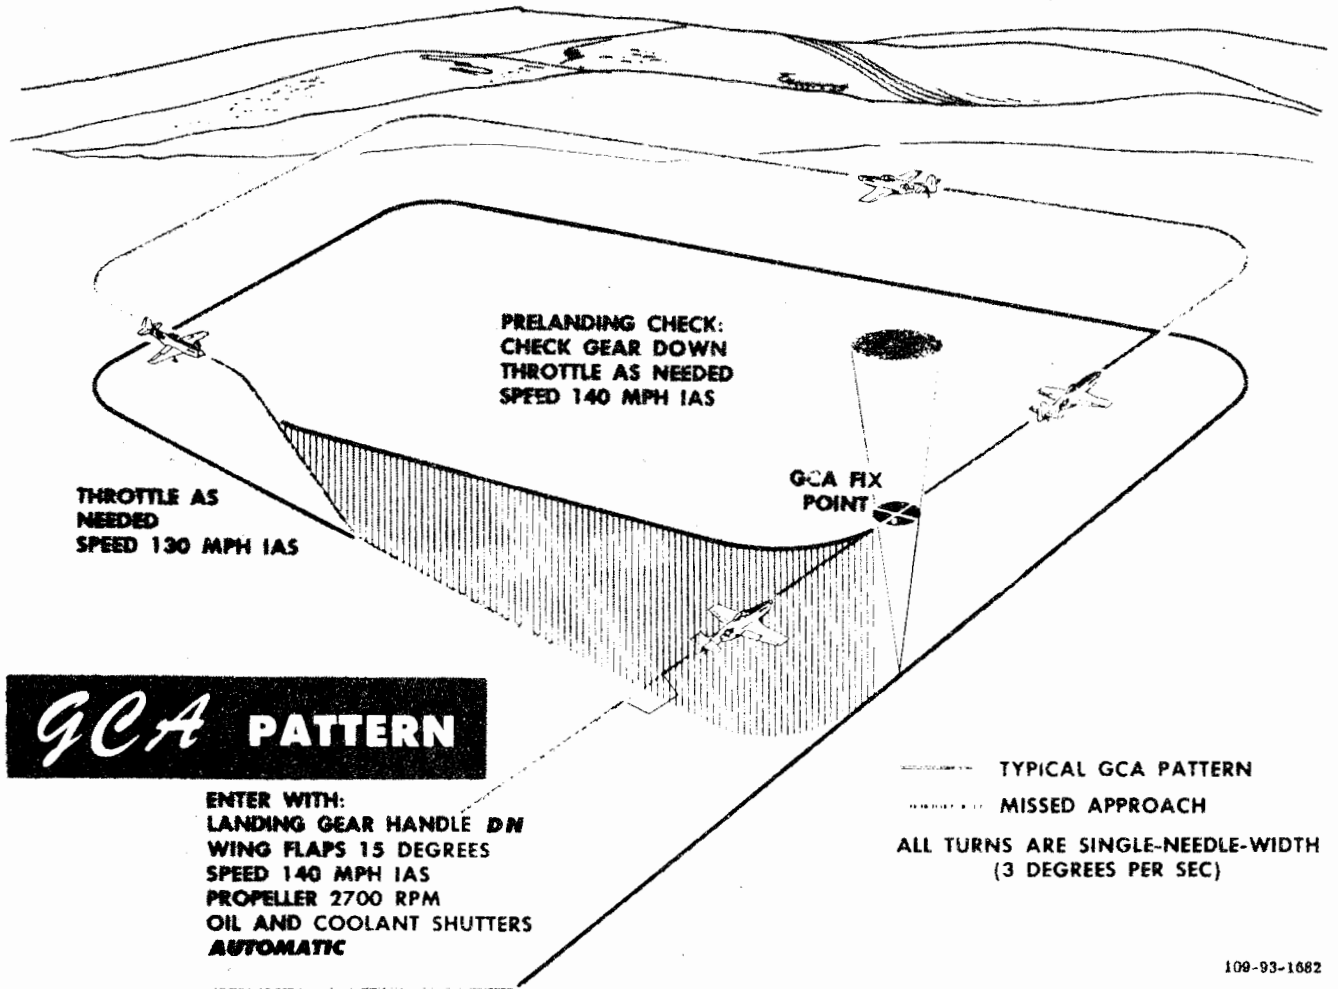 PRELANDING CHECK:
CHECK GEAR DOWN
THROTTLE AS NEEDED
SPEED 140 MPH IAS
GCA FIX
POINT
THROTTLE AS
NEEDED
SPEED 130 MPH IAS
GCA PATTERN
ENTER WITH:
LANDING GEAR HANDLE DN
WING FLAPS 15 DEGREES
SPEED 140 MPH IAS
PROPELLER 2700 RPM
OIL AND COOLANT SHUTTERS
AUTOMATIC
TYPICAL GCA PATTERN
MISSED APPROACH
ALL TURNS ARE SINGLE-NEEDLE-WIDTH
(3 DEGREES PER SEC)
109-93-1682